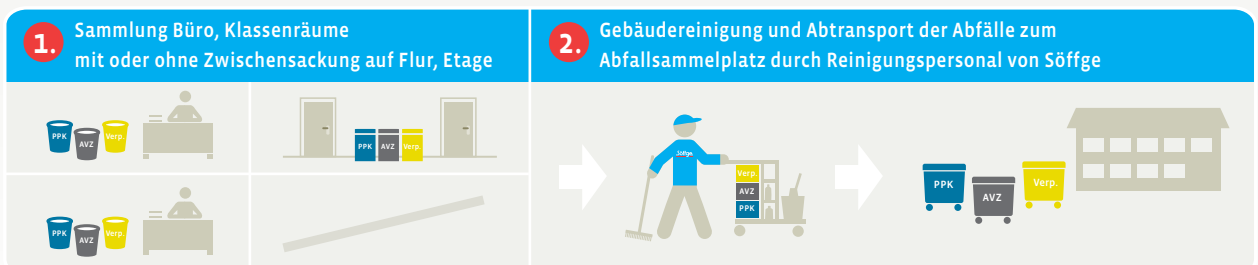 1.
Sammlung Büro, Klassenräume
mit oder ohne Zwischensackung auf Flur, Etage
2.
Gebäudereinigung und Abtransport der Abfälle zum
Abfallsammelplatz durch Reinigungspersonal von Söffge
PPK
AVZ
Verp.
PPK
AVZ
Verp.
PPK
AVZ
Verp.
Söffge
Verp.
AVZ
PPK
PPK
AVZ
Verp.